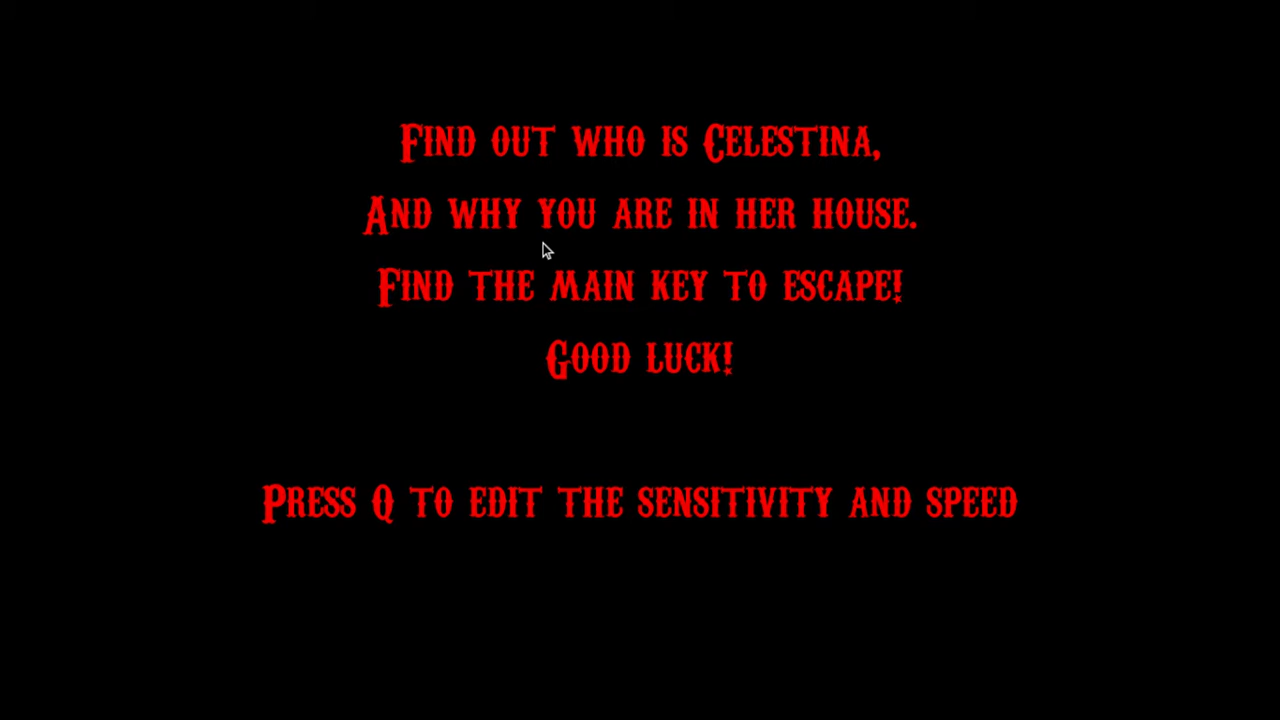 Find out who is Celestina,
And why you are in her house.
Find the main key to escape!
Good luck!
Press Q to edit the sensitivity and speed